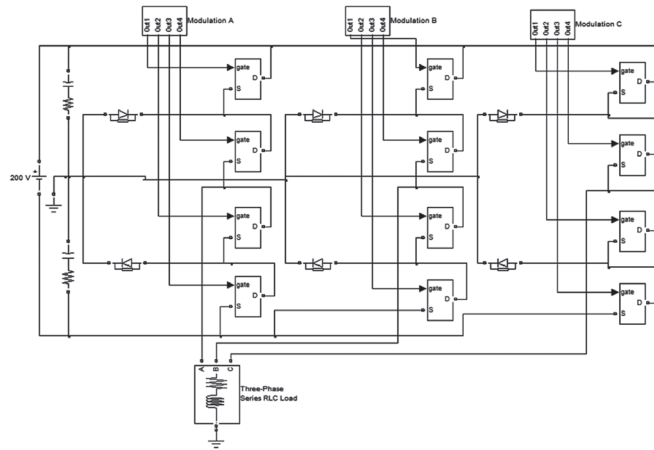 Modulation A
Modulation B
Modulation C
Out1 Out2 Out3 Out4
Out1 Out2 Out3 Out4
Out1 Out2 Out3 Out4
gate
D
S
gate
D
S
gate
D
S
gate
D
S
gate
D
S
gate
D
S
200 V
+
gate
D
S
gate
D
S
gate
D
S
gate
D
S
gate
D
S
gate
D
S
A B C
Three-Phase
Series RLC Load